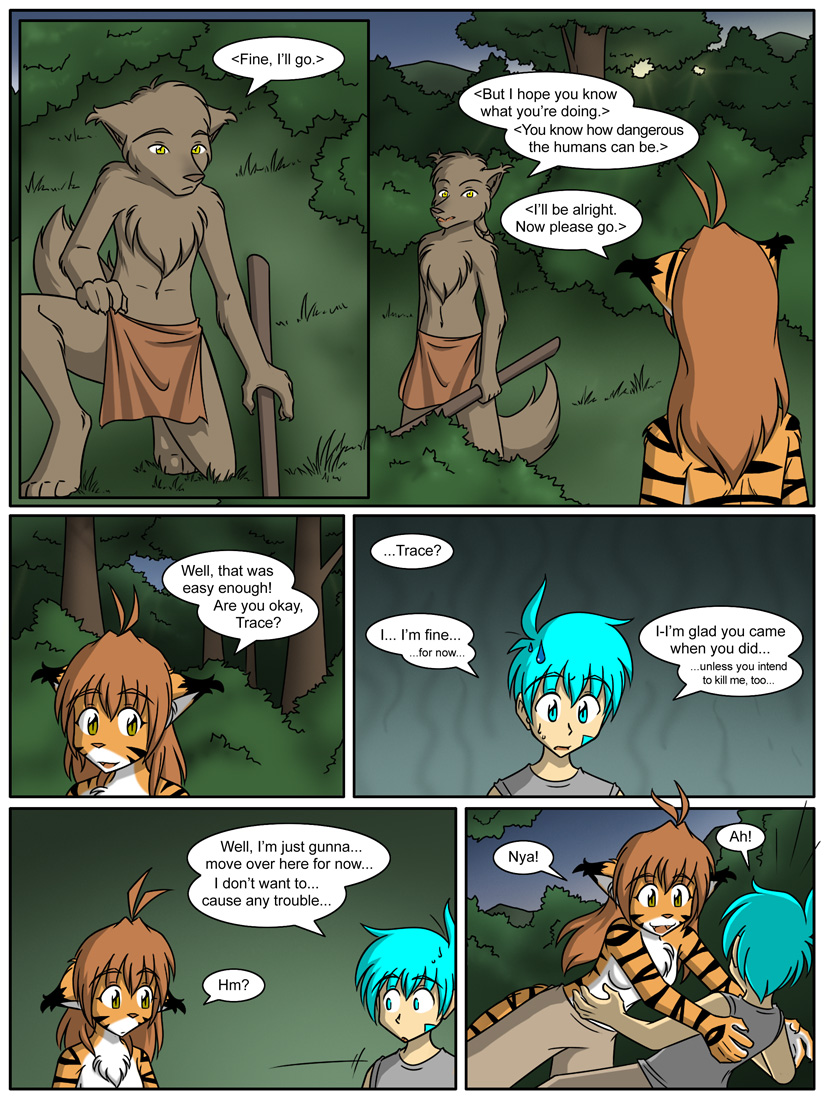 <Fine, I'll go.>
<But I hope you know
what you're doing.>
<You know how dangerous
the humans can be.>
<I'll be alright.
Now please go.>
Well, that was
easy enough!
Are you okay,
Trace?
...Trace?
I... I'm fine...
...for now...
I-I'm glad you came
when you did...
...unless you intend
to kill me, too...
Well, I'm just gunna...
move over here for now...
I don't want to...
cause any trouble...
Hm?
Nya!
Ah!